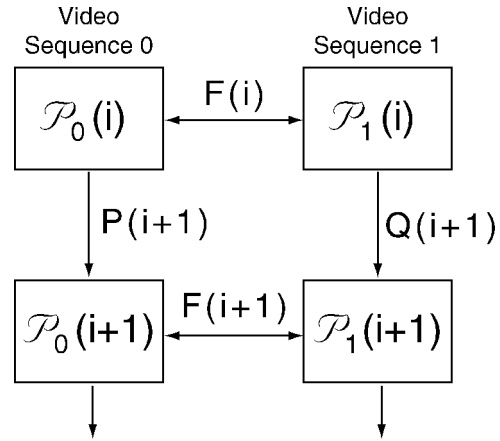 Video Sequence 0
Video Sequence 1
𝒫₀(i)
F(i)
𝒫₁(i)
P(i+1)
Q(i+1)
𝒫₀(i+1)
F(i+1)
𝒫₁(i+1)